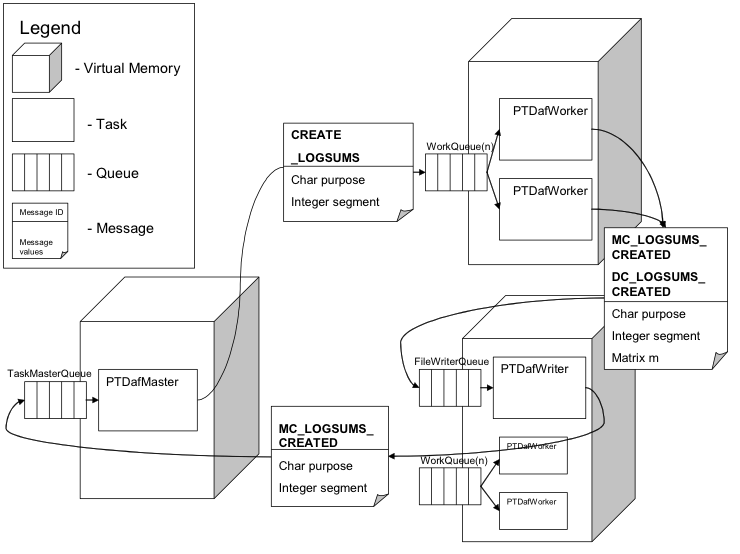 Legend
- Virtual Memory
- Task
- Queue
Message ID
Message
values
- Message
CREATE
_LOGSUMS
Char purpose
Integer segment
WorkQueue(n)
PTDafWorker
PTDafWorker
MC_LOGSUMS_
CREATED
DC_LOGSUMS_
CREATED
Char purpose
Integer segment
Matrix m
TaskMasterQueue
PTDafMaster
FileWriterQueue
PTDafWriter
MC_LOGSUMS_
CREATED
Char purpose
Integer segment
WorkQueue(n)
PTDafWorker
PTDafWorker